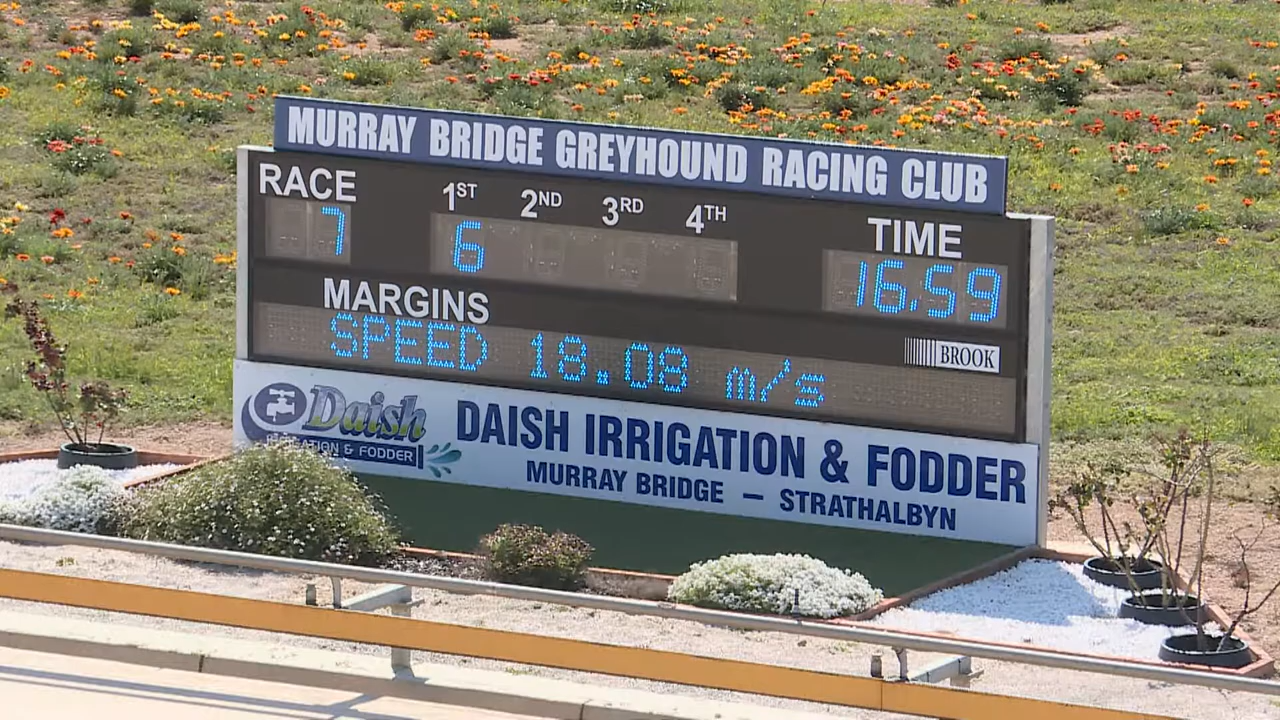 MURRAY BRIDGE GREYHOUND RACING CLUB
RACE 1ST 2ND 3RD 4TH TIME
7 6 16.59
MARGINS
SPEED 18.08 m/s
BROOK
Daish
IRRIGATION & FODDER
DAISH IRRIGATION & FODDER
MURRAY BRIDGE — STRATHALBYN